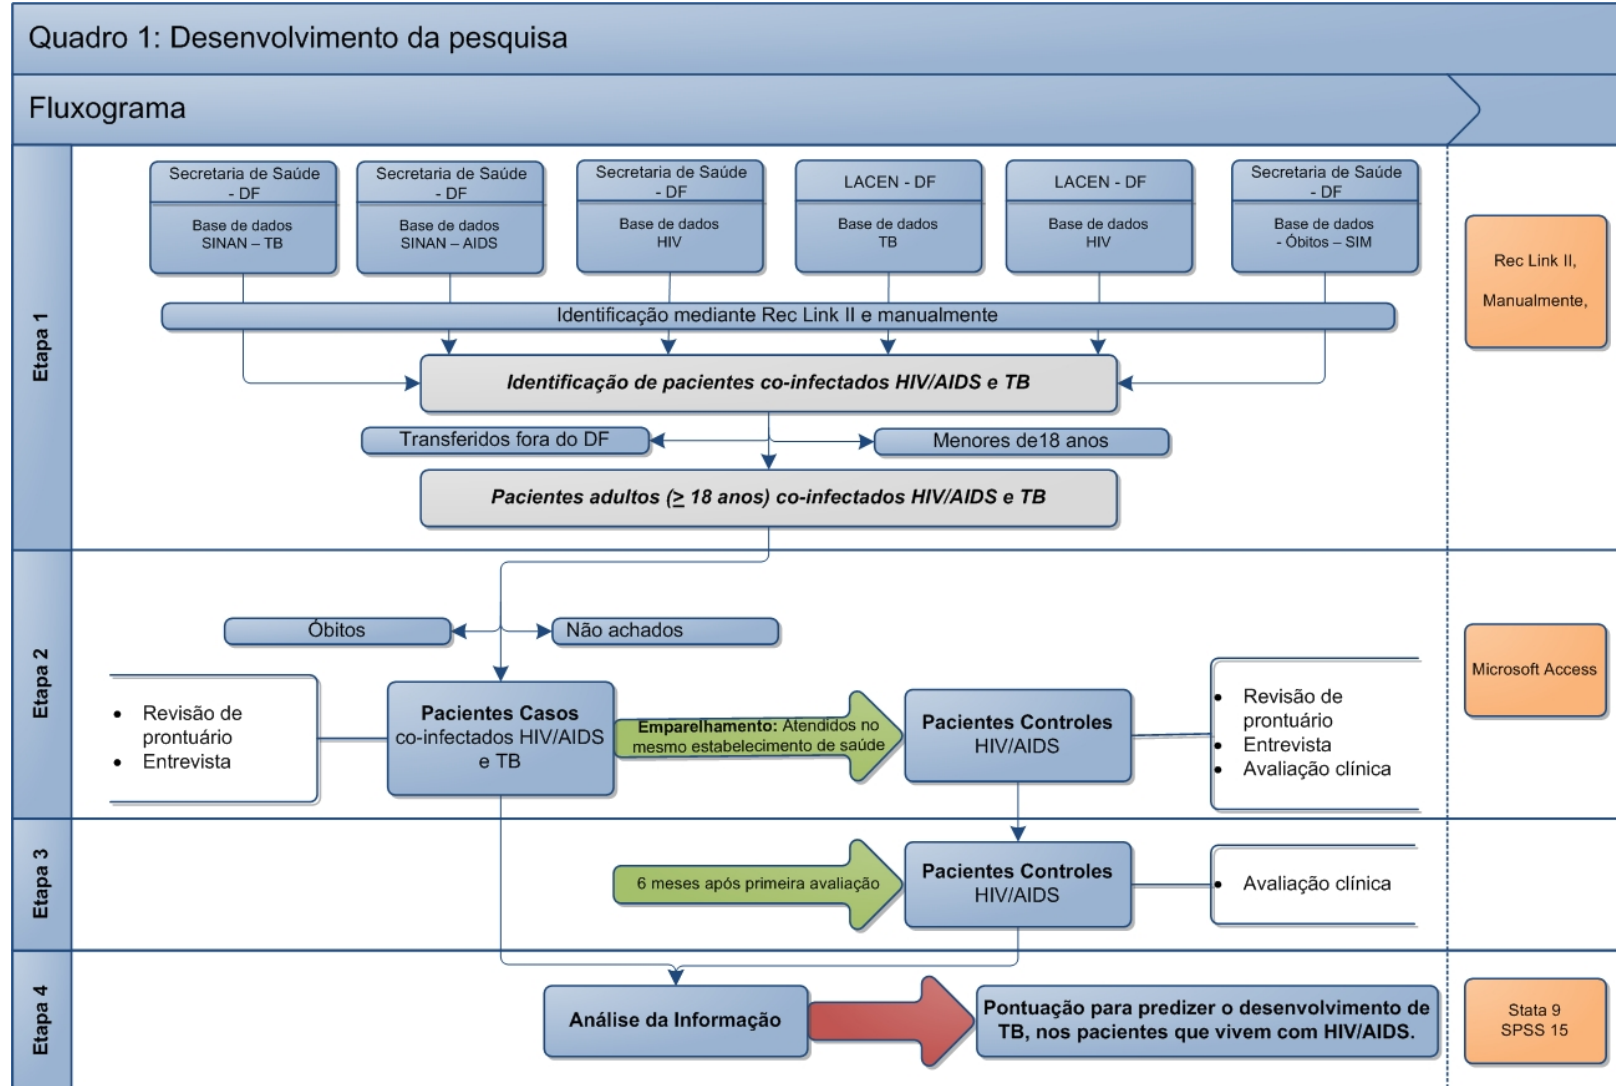 Quadro 1: Desenvolvimento da pesquisa
Fluxograma
Etapa 1
Secretaria de Saúde
- DF
Base de dados
SINAN – TB
Secretaria de Saúde
- DF
Base de dados
SINAN – AIDS
Secretaria de Saúde
- DF
Base de dados
HIV
LACEN - DF
Base de dados
TB
LACEN - DF
Base de dados
HIV
Secretaria de Saúde
- DF
Base de dados
- Óbitos – SIM
Rec Link II,
Manualmente,
Identificação mediante Rec Link II e manualmente
Identificação de pacientes co-infectados HIV/AIDS e TB
Transferidos fora do DF
Menores de18 anos
Pacientes adultos (≥ 18 anos) co-infectados HIV/AIDS e TB
Etapa 2
Óbitos
Não achados
• Revisão de
prontuário
• Entrevista
Pacientes Casos
co-infectados HIV/AIDS
e TB
Emparelhamento: Atendidos no
mesmo estabelecimento de saúde
Pacientes Controles
HIV/AIDS
• Revisão de
prontuário
• Entrevista
• Avaliação clínica
Microsoft Access
Etapa 3
6 meses após primeira avaliação
Pacientes Controles
HIV/AIDS
• Avaliação clínica
Etapa 4
Análise da Informação
Pontuação para predizer o desenvolvimento de
TB, nos pacientes que vivem com HIV/AIDS.
Stata 9
SPSS 15